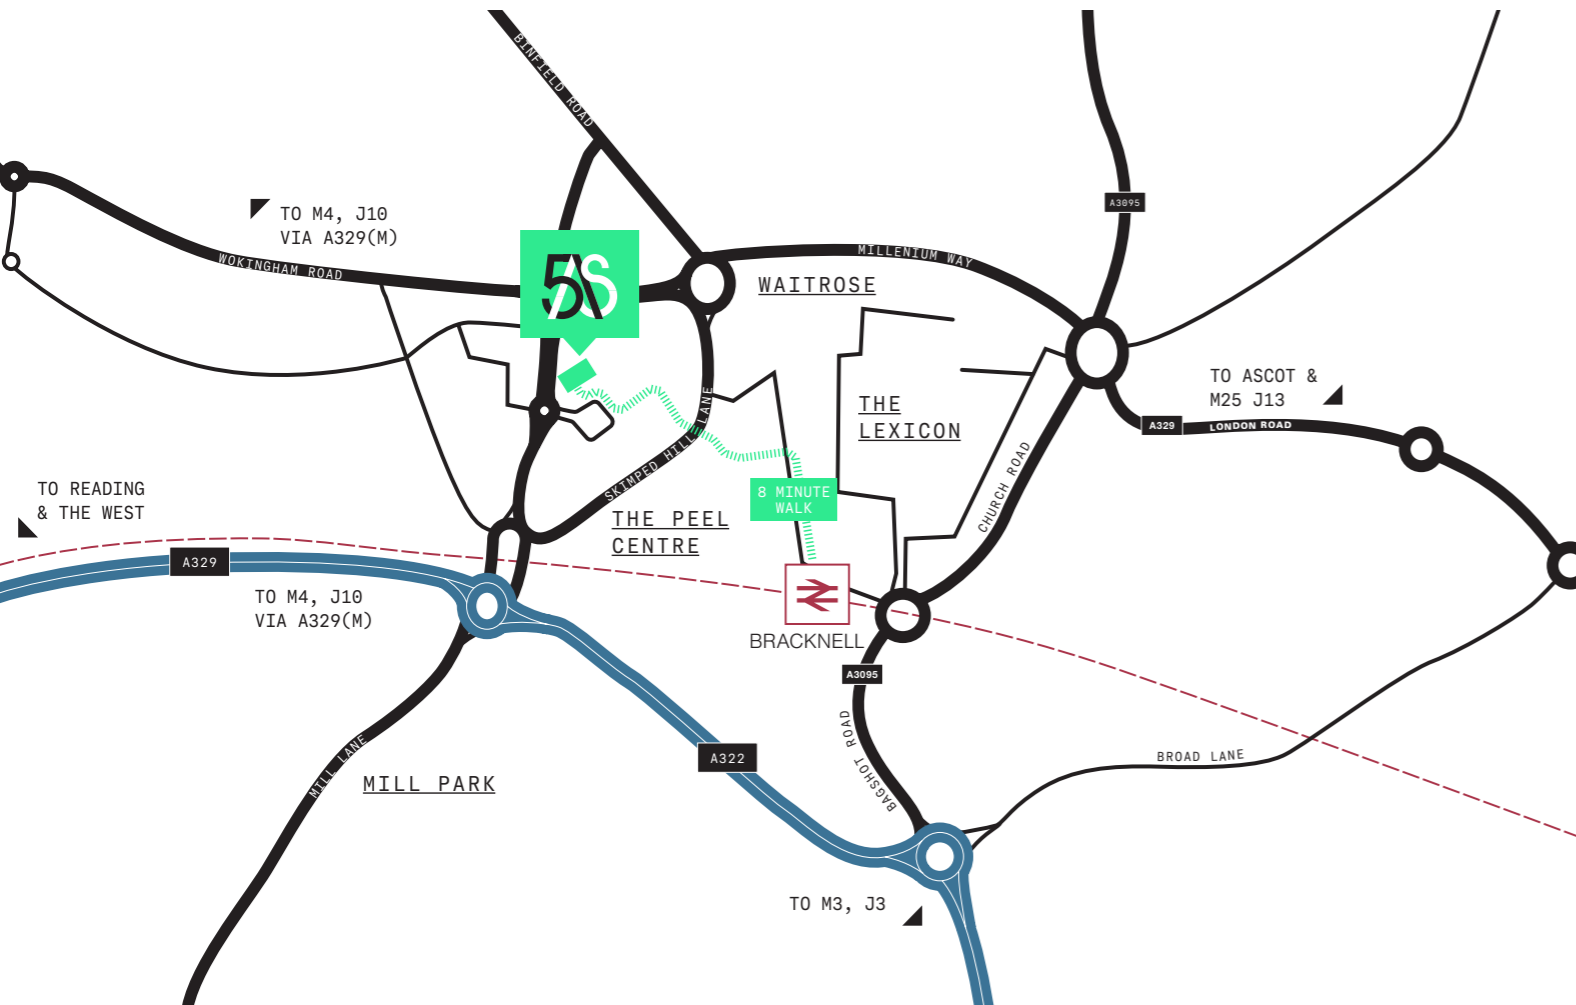 BINFIELD ROAD
A3095
TO M4, J10
VIA A329(M)
WOKINGHAM ROAD
MILLENIUM WAY
5/S
WAITROSE
TO ASCOT &
M25 J13
THE
LEXICON
A329
LONDON ROAD
SKIMPED HILL LANE
CHURCH ROAD
TO READING
& THE WEST
8 MINUTE
WALK
THE PEEL
CENTRE
A329
TO M4, J10
VIA A329(M)
BRACKNELL
A3095
BAGSHOT ROAD
A322
BROAD LANE
MILL LANE
MILL PARK
TO M3, J3